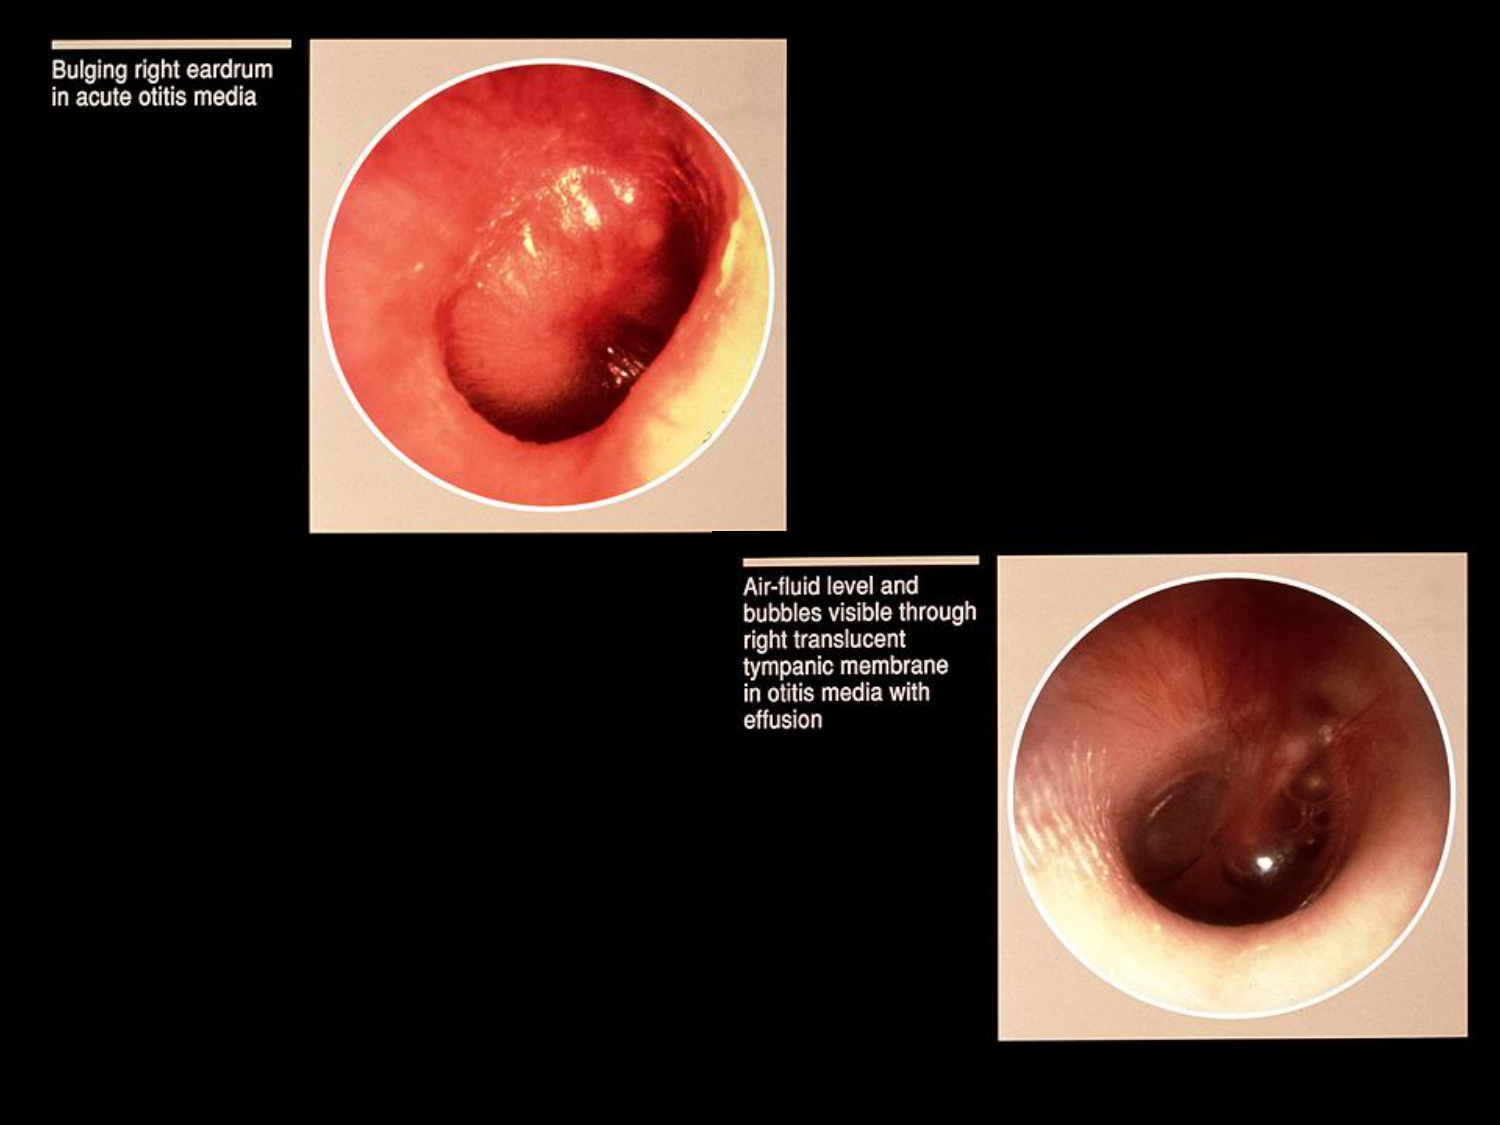 Bulging right eardrum
in acute otitis media
Air-fluid level and
bubbles visible through
right translucent
tympanic membrane
in otitis media with
effusion